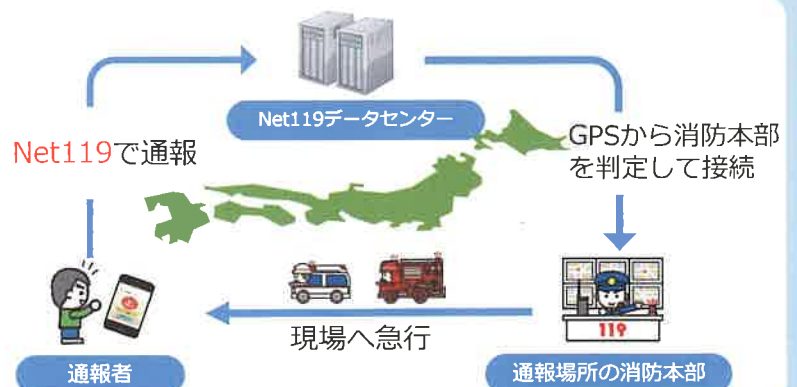 Net119データセンター
Net119で通報
GPSから消防本部
を判定して接続
現場へ急行
119
通報者
通報場所の消防本部